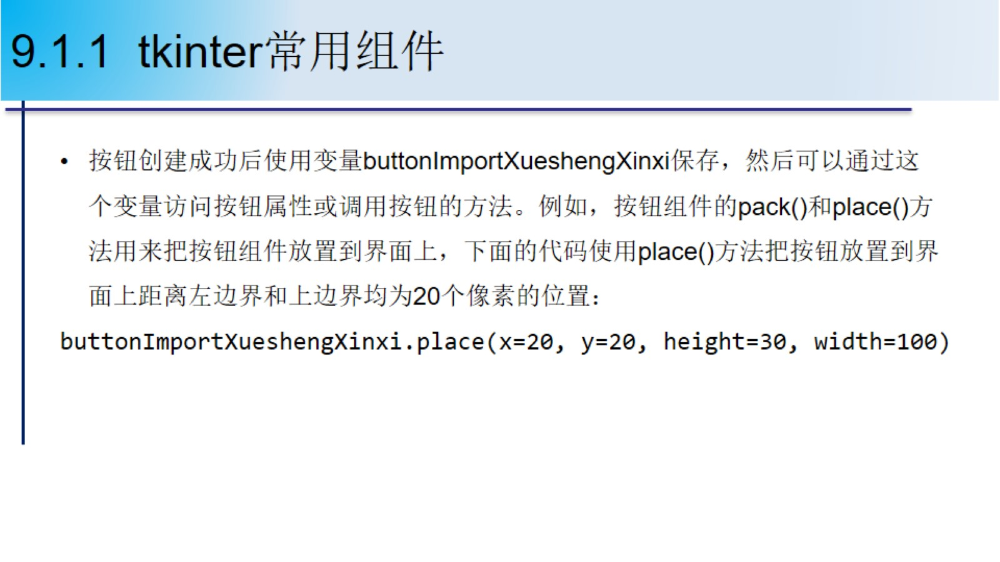 9.1.1 tkinter常用组件
• 按钮创建成功后使用变量buttonImportXueshengXinxi保存，然后可以通过这
个变量访问按钮属性或调用按钮的方法。例如，按钮组件的pack()和place()方
法用来把按钮组件放置到界面上，下面的代码使用place()方法把按钮放置到界
面上距离左边界和上边界均为20个像素的位置：
buttonImportXueshengXinxi.place(x=20, y=20, height=30, width=100)